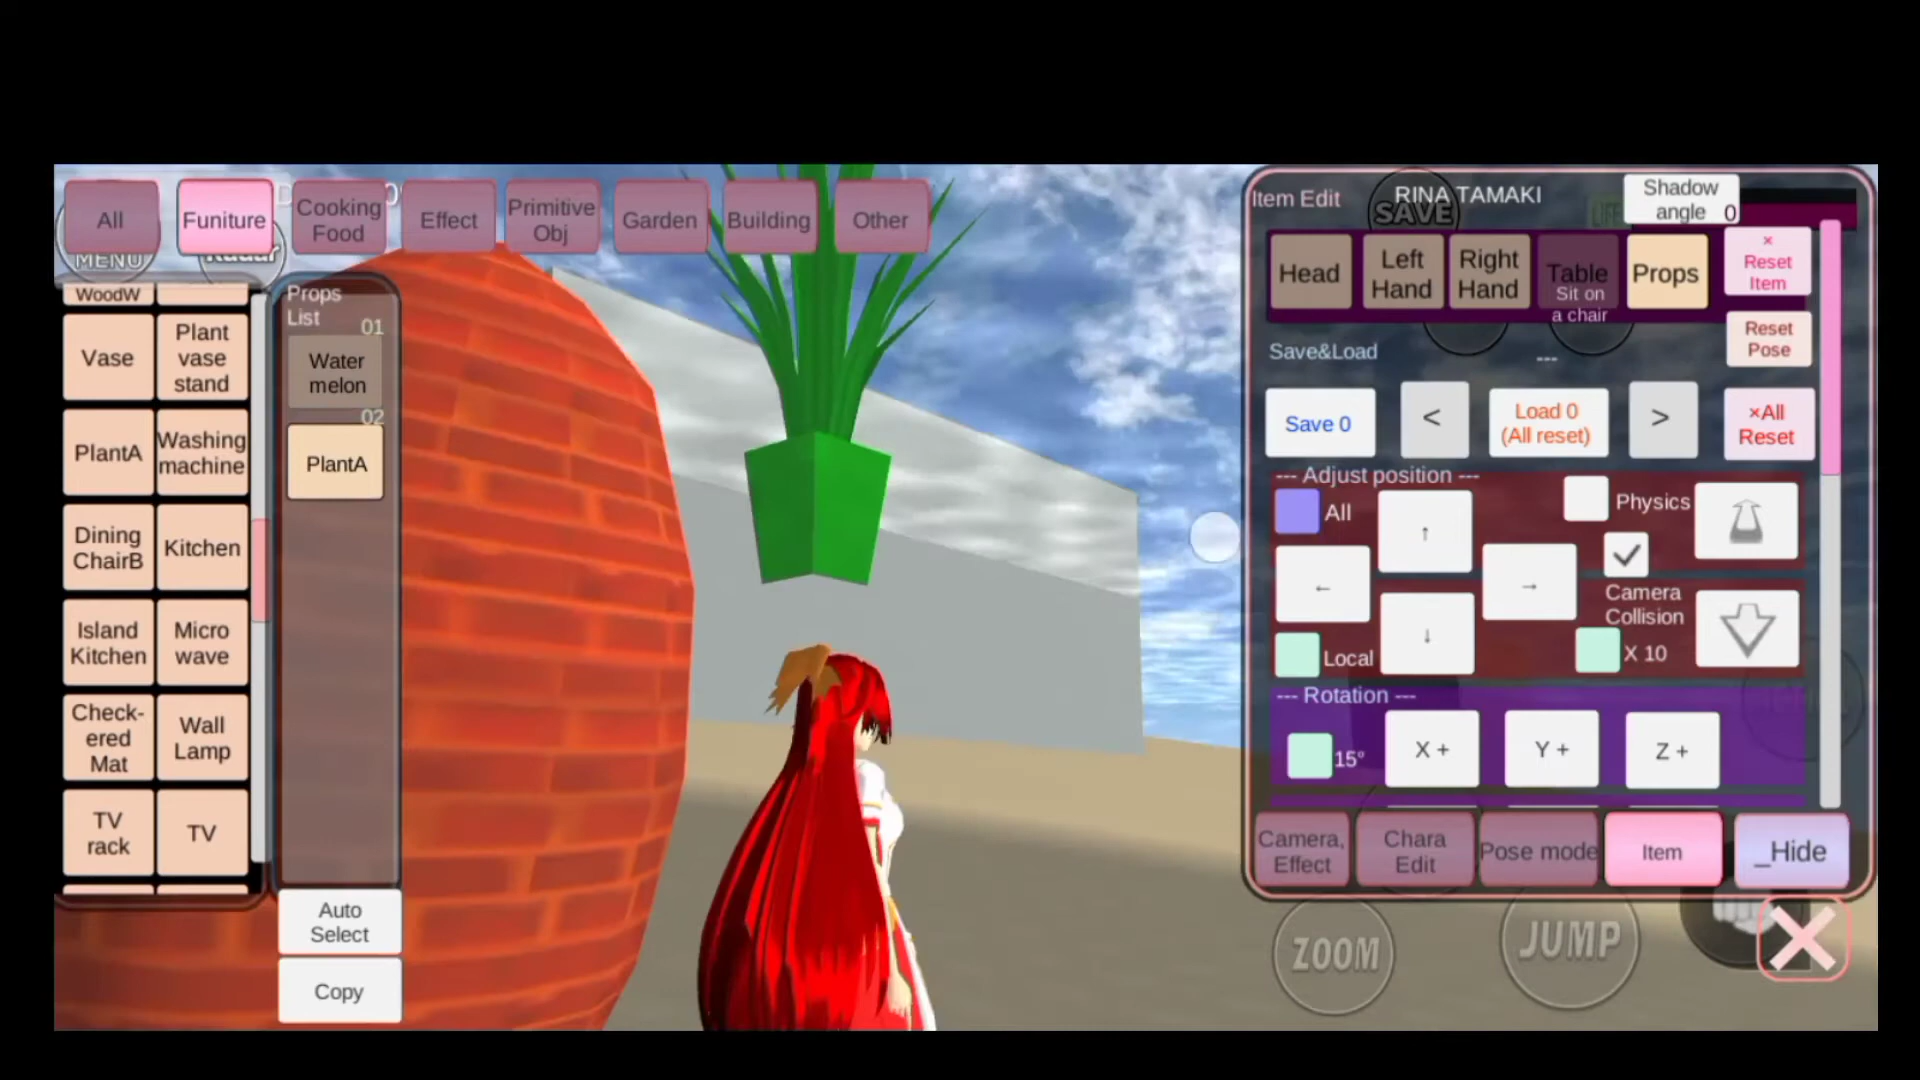 All
Funiture
Cooking
Food
Effect
Primitive
Obj
Garden
Building
Other
MENU
Radar
WoodW
Vase
Plant
vase
stand
PlantA
Washing
machine
Dining
ChairB
Kitchen
Island
Kitchen
Micro
wave
Check-
ered
Mat
Wall
Lamp
TV
rack
TV
Props
List
01
Water
melon
02
PlantA
Auto
Select
Copy
Item Edit
RINA TAMAKI
SAVE
Shadow
angle
0
Head
Left
Hand
Right
Hand
Table
Sit on
a chair
Props
×
Reset
Item
Reset
Pose
Save&Load
---
Save 0
<
Load 0
(All reset)
>
×All
Reset
--- Adjust position ---
All
↑
Physics
←
→
Camera
Collision
Local
↓
X 10
--- Rotation ---
15°
X +
Y +
Z +
Camera,
Effect
Chara
Edit
Pose mode
Item
_Hide
ZOOM
JUMP